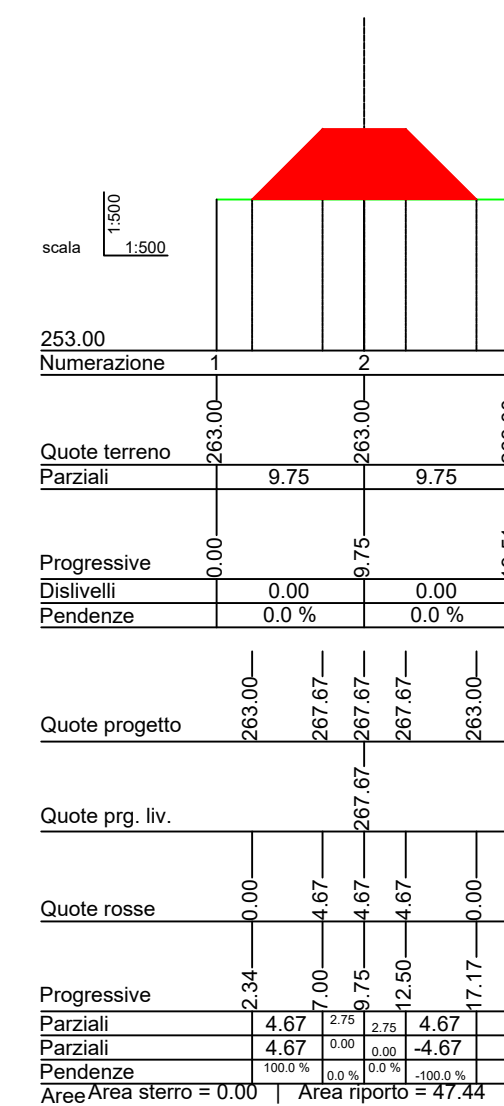 1:500
scala 1:500
253.00
Numerazione 1 2
Quote terreno 263.00 263.00
Parziali 9.75 9.75
Progressive 0.00 9.75
Dislivelli 0.00 0.00
Pendenze 0.0 % 0.0 %
Quote progetto 263.00 267.67 267.67 267.67 263.00
Quote prg. liv. 267.67
Quote rosse 0.00 4.67 4.67 4.67 0.00
Progressive 2.34 7.00 9.75 12.50 17.17
Parziali 4.67 2.75 2.75 4.67
Parziali 4.67 0.00 0.00 -4.67
Pendenze 100.0 % 0.0 % 0.0 % -100.0 %
Aree Area sterro = 0.00 | Area riporto = 47.44